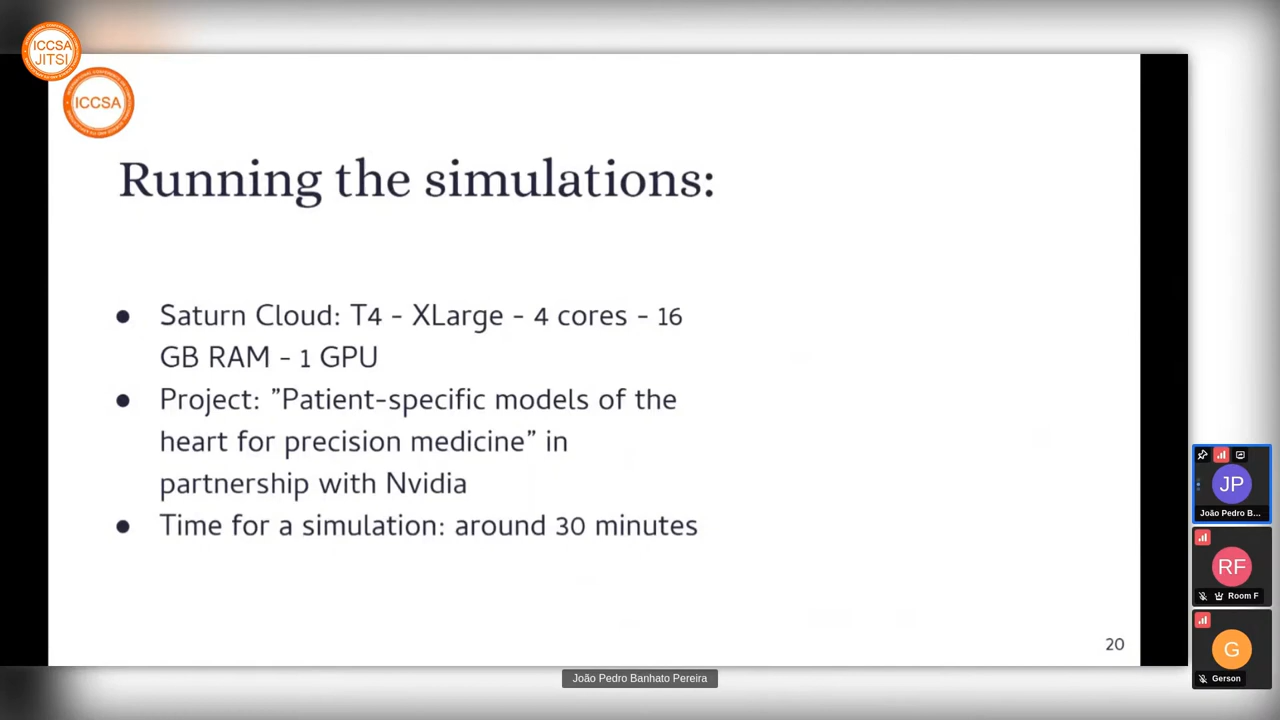 ICCSA
JITSI
ICCSA
Running the simulations:
● Saturn Cloud: T4 - XLarge - 4 cores - 16
GB RAM - 1 GPU
● Project: ”Patient-specific models of the
heart for precision medicine” in
partnership with Nvidia
● Time for a simulation: around 30 minutes
20
JP
João Pedro B...
RF
Room F
G
Gerson
João Pedro Banhato Pereira